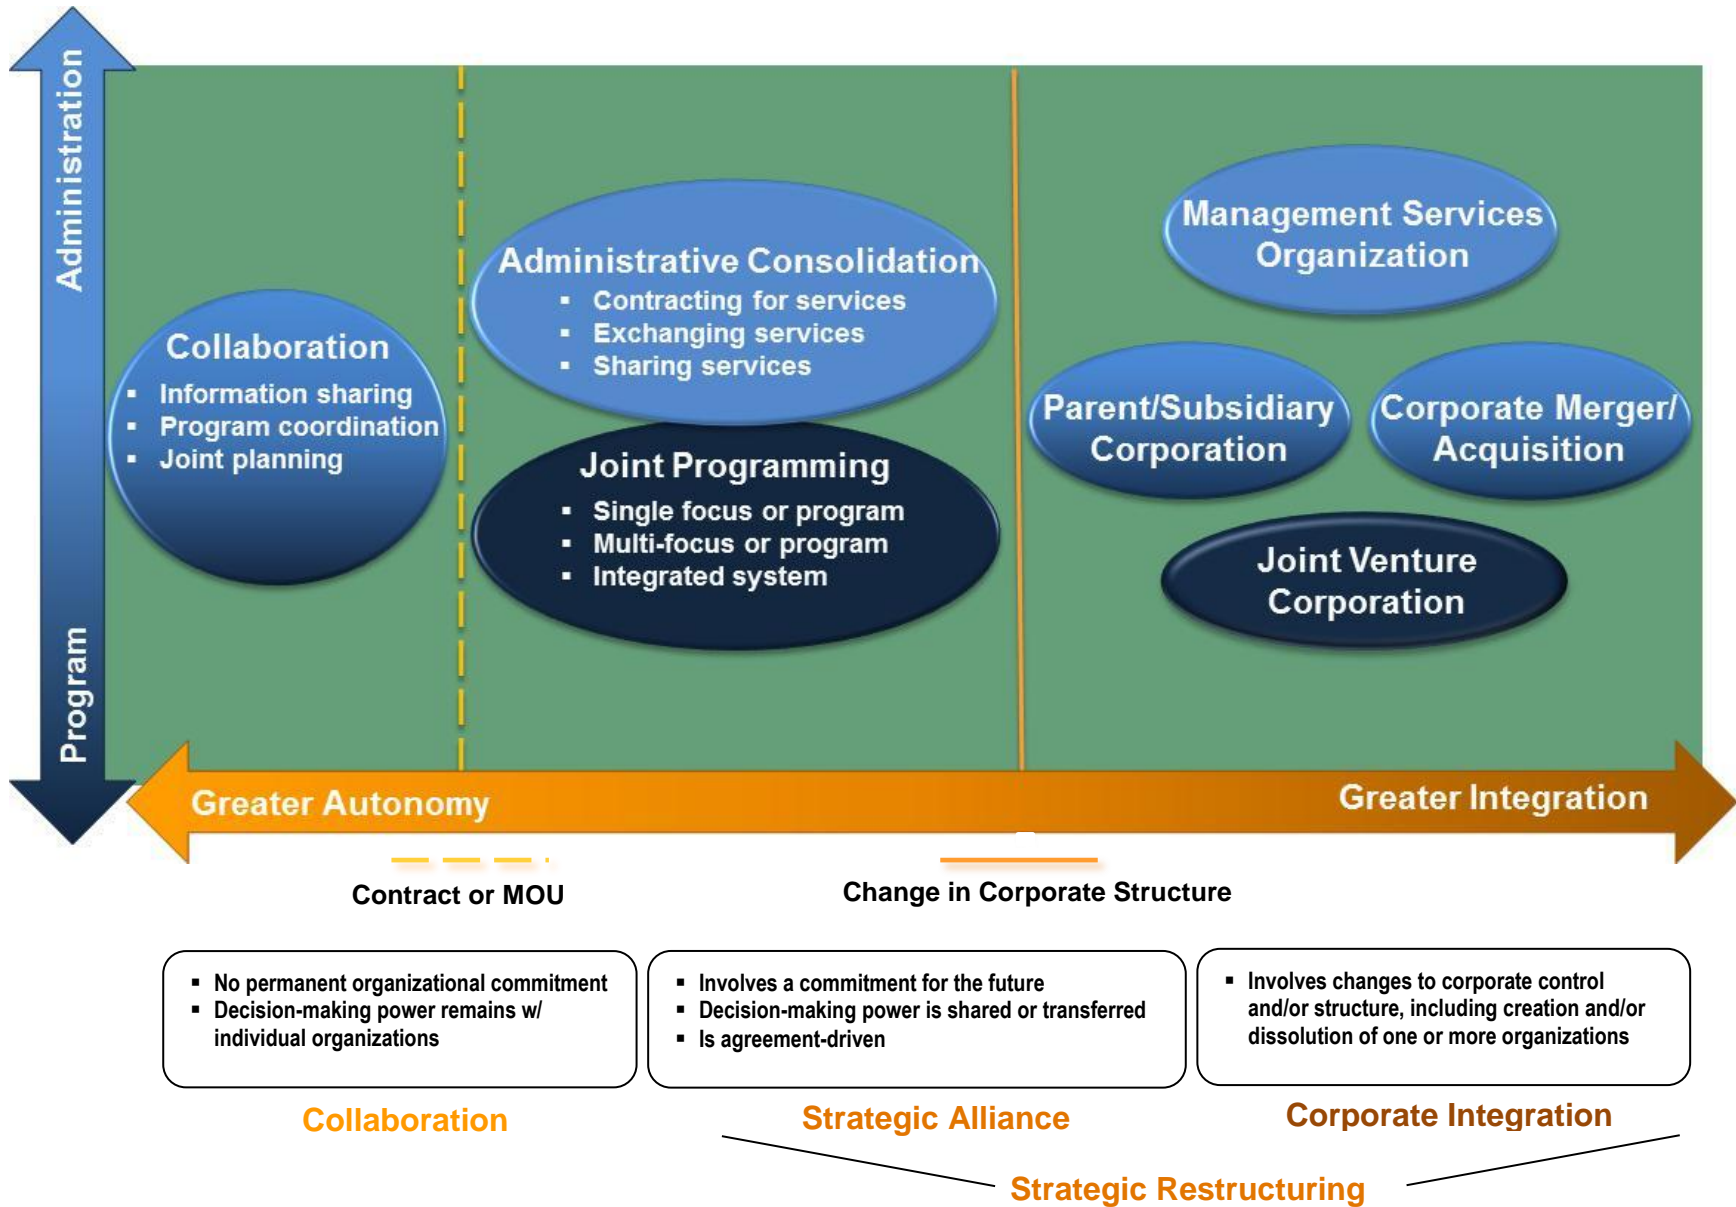 Administration
Program
Collaboration
▪ Information sharing
▪ Program coordination
▪ Joint planning
Administrative Consolidation
▪ Contracting for services
▪ Exchanging services
▪ Sharing services
Joint Programming
▪ Single focus or program
▪ Multi-focus or program
▪ Integrated system
Management Services
Organization
Parent/Subsidiary
Corporation
Corporate Merger/
Acquisition
Joint Venture
Corporation
Greater Autonomy
Greater Integration
Contract or MOU
Change in Corporate Structure
▪ No permanent organizational commitment
▪ Decision-making power remains w/
individual organizations
▪ Involves a commitment for the future
▪ Decision-making power is shared or transferred
▪ Is agreement-driven
▪ Involves changes to corporate control
and/or structure, including creation and/or
dissolution of one or more organizations
Collaboration
Strategic Alliance
Corporate Integration
Strategic Restructuring